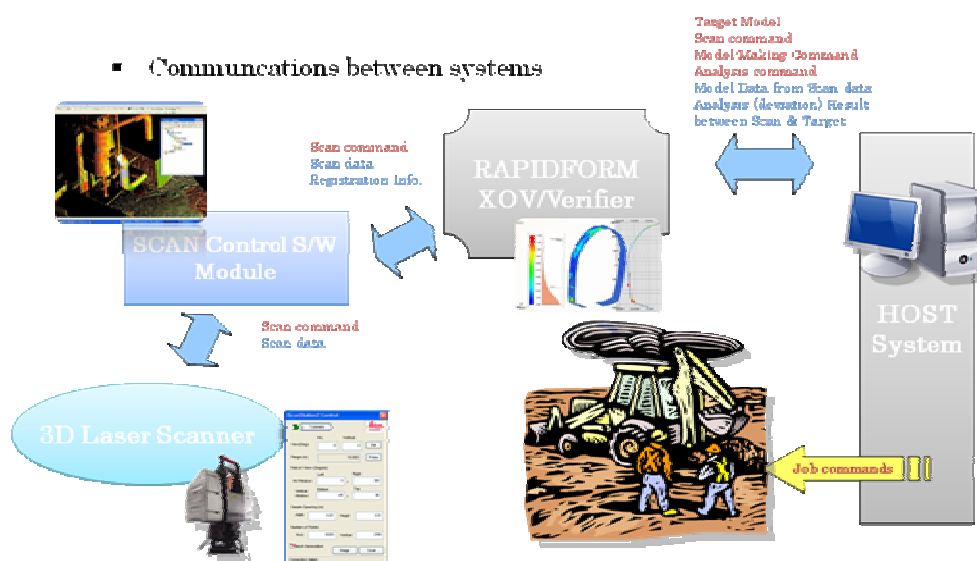 Target Model
Scan command
Model Making Command
Analysis command
Model Data from Scan data
Analysis (deviation) Result
between Scan & Target
▪ Communcations between systems
Scan command
Scan data
Registration Info.
RAPIDFORM
XOV/Verifier
SCAN Control S/W
Module
Scan command
Scan data
HOST
System
3D Laser Scanner
Job commands